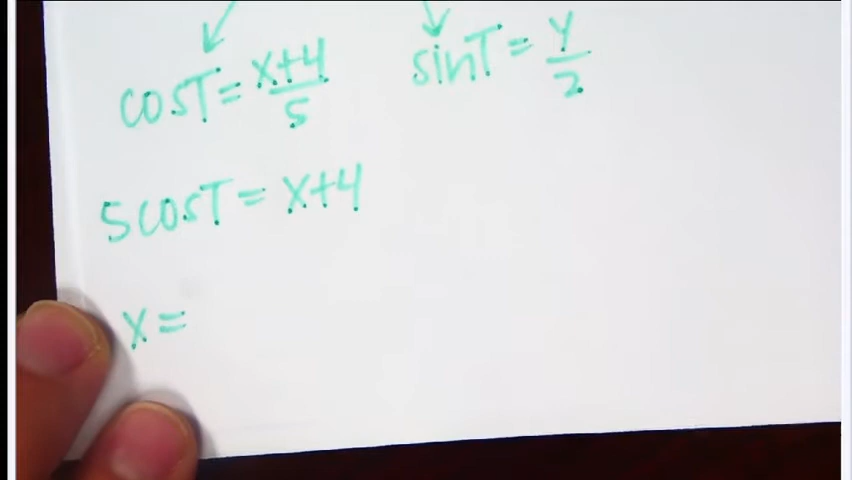 cosT = x+4/5 sinT = y/2
5cosT = x+4
x =